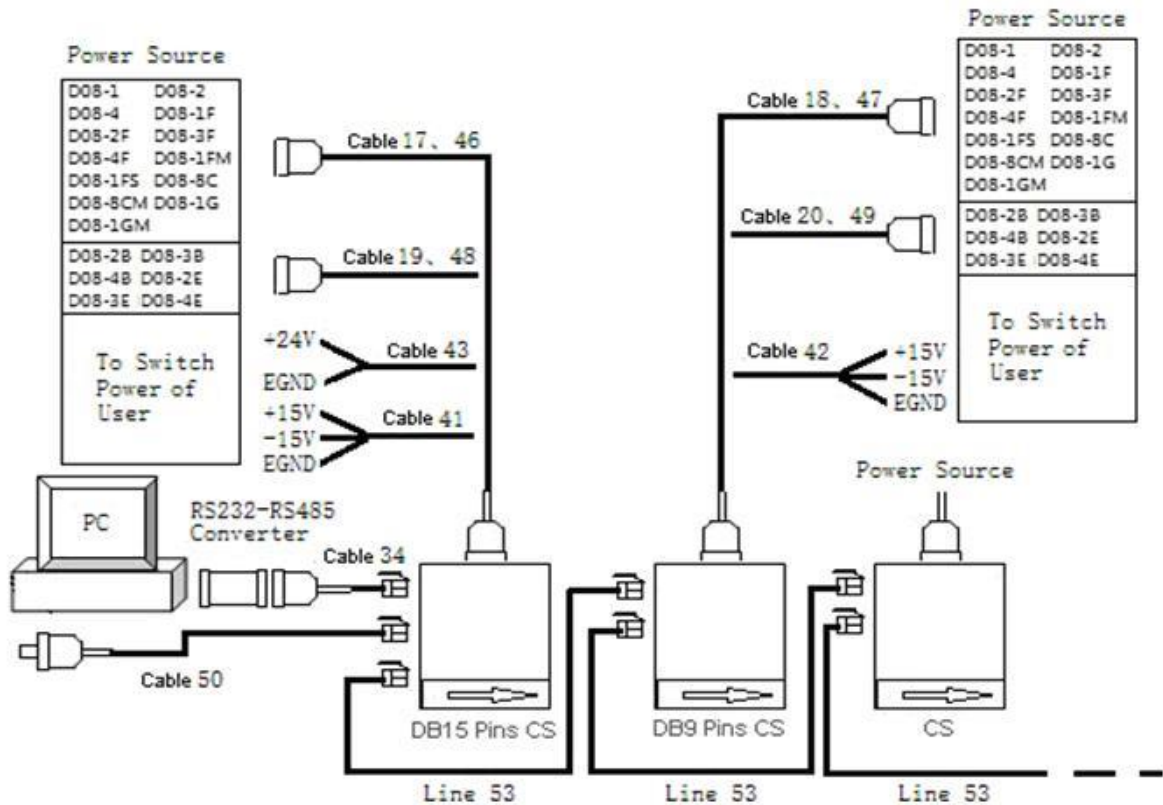 Power Source
D08-1 D08-2
D08-4 D08-1F
D08-2F D08-3F
D08-4F D08-1FM
D08-1FS D08-8C
D08-8CM D08-1G
D08-1GM
D08-2B D08-3B
D08-4B D08-2E
D08-3E D08-4E
To Switch
Power of
User
Cable 17、46
Cable 19、48
+24V
EGND
Cable 43
+15V
-15V
EGND
Cable 41
Power Source
D08-1 D08-2
D08-4 D08-1F
D08-2F D08-3F
D08-4F D08-1FM
D08-1FS D08-8C
D08-8CM D08-1G
D08-1GM
D08-2B D08-3B
D08-4B D08-2E
D08-3E D08-4E
To Switch
Power of
User
Cable 18、47
Cable 20、49
Cable 42
+15V
-15V
EGND
Power Source
PC
RS232-RS485
Converter
Cable 34
Cable 50
DB15 Pins CS
DB9 Pins CS
CS
Line 53
Line 53
Line 53